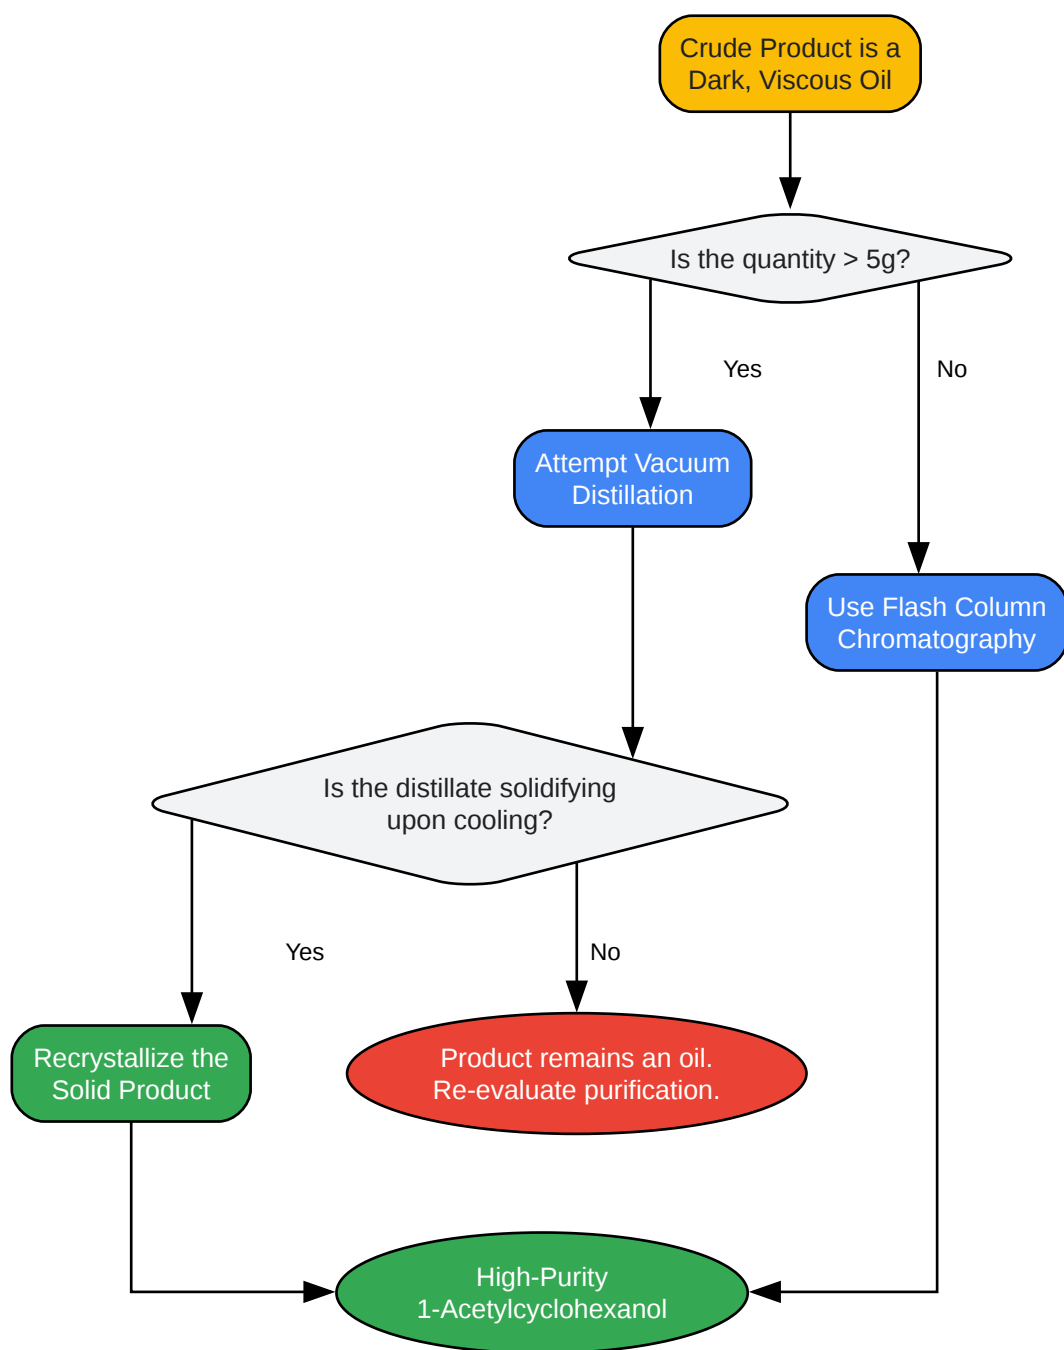 Crude Product is a
Dark, Viscous Oil
Is the quantity > 5g?
Yes
No
Attempt Vacuum
Distillation
Use Flash Column
Chromatography
Is the distillate solidifying
upon cooling?
Yes
No
Recrystallize the
Solid Product
Product remains an oil.
Re-evaluate purification.
High-Purity
1-Acetylcyclohexanol